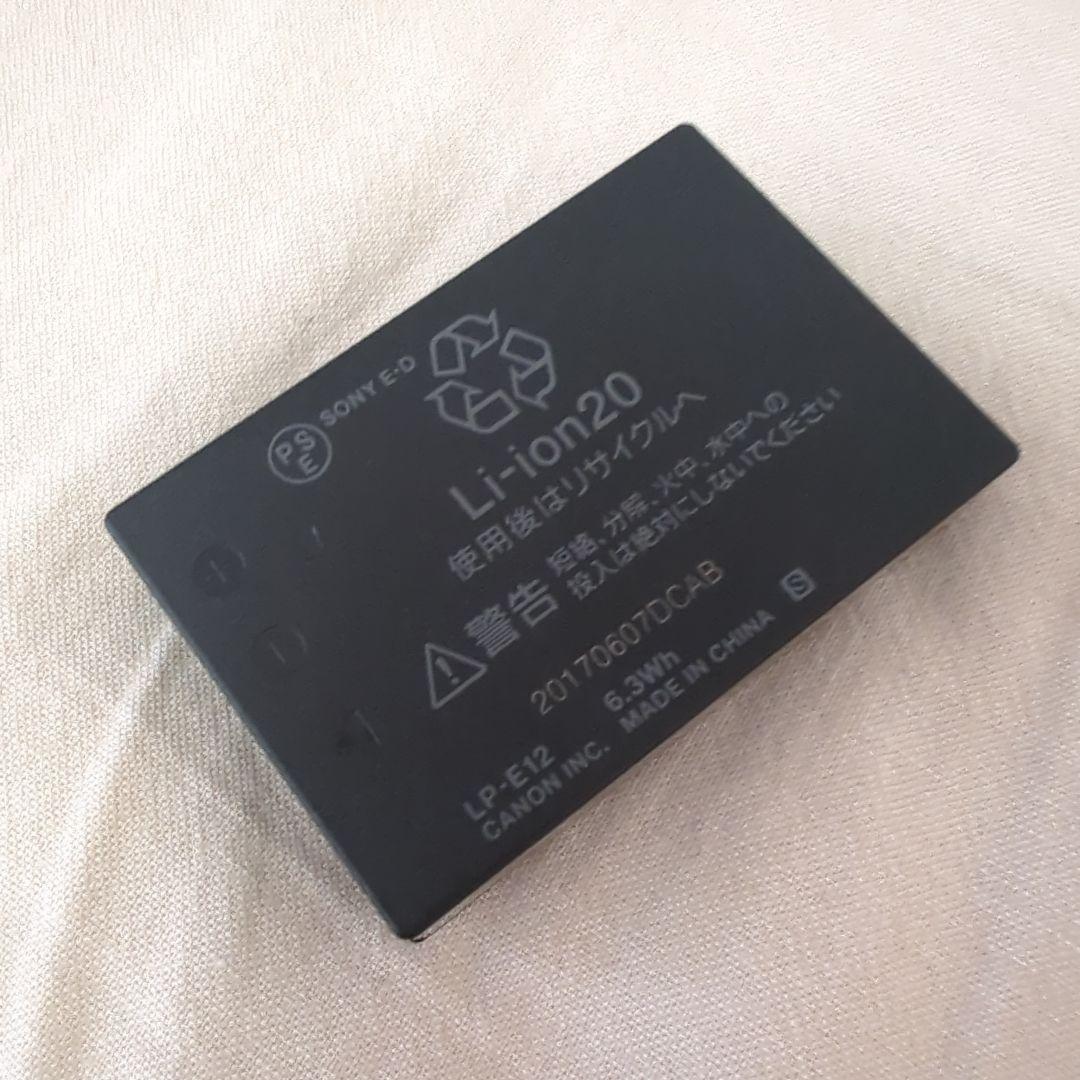 PSE SONY E·D
Li-ion20
使用後はリサイクルへ
警告 短絡、分解、火中、水中への
投入は絶対にしないでください
20170607DCAB
LP-E12 6.3Wh
CANON INC. MADE IN CHINA S